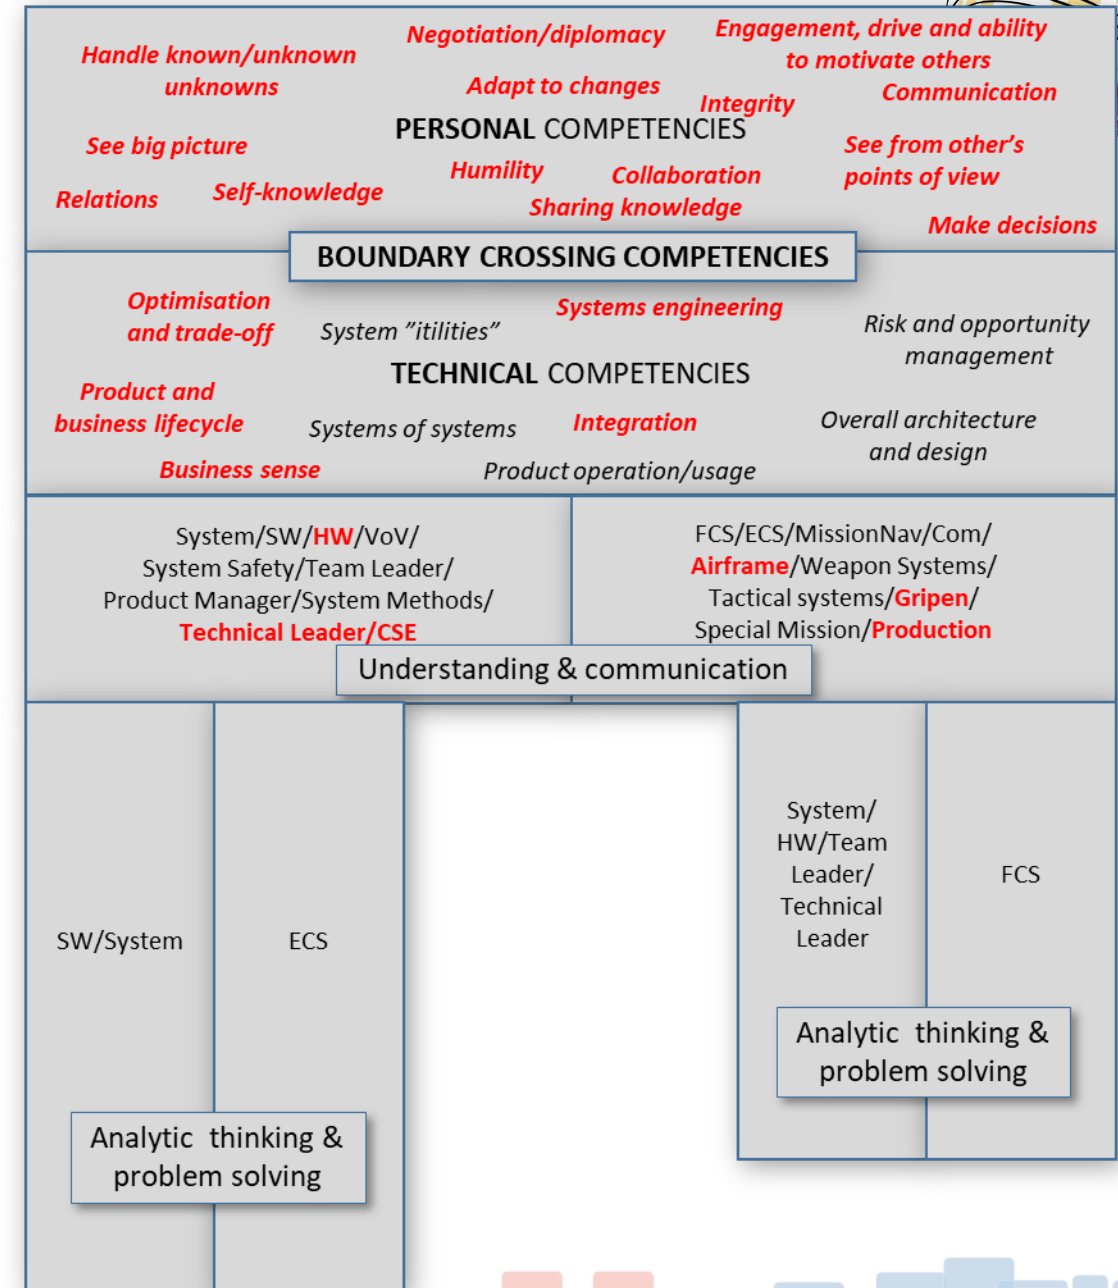 Negotiation/diplomacy
Engagement, drive and ability
to motivate others
Handle known/unknown
unknowns
Adapt to changes
Communication
Integrity
PERSONAL COMPETENCIES
See big picture
See from other's
points of view
Humility
Collaboration
Relations
Self-knowledge
Sharing knowledge
Make decisions
BOUNDARY CROSSING COMPETENCIES
Optimisation
and trade-off
System ”itilities”
Systems engineering
Risk and opportunity
management
TECHNICAL COMPETENCIES
Product and
business lifecycle
Systems of systems
Integration
Overall architecture
and design
Business sense
Product operation/usage
System/SW/HW/VoV/
System Safety/Team Leader/
Product Manager/System Methods/
Technical Leader/CSE
FCS/ECS/MissionNav/Com/
Airframe/Weapon Systems/
Tactical systems/Gripen/
Special Mission/Production
Understanding & communication
SW/System
ECS
System/
HW/Team
Leader/
Technical
Leader
FCS
Analytic thinking &
problem solving
Analytic thinking &
problem solving